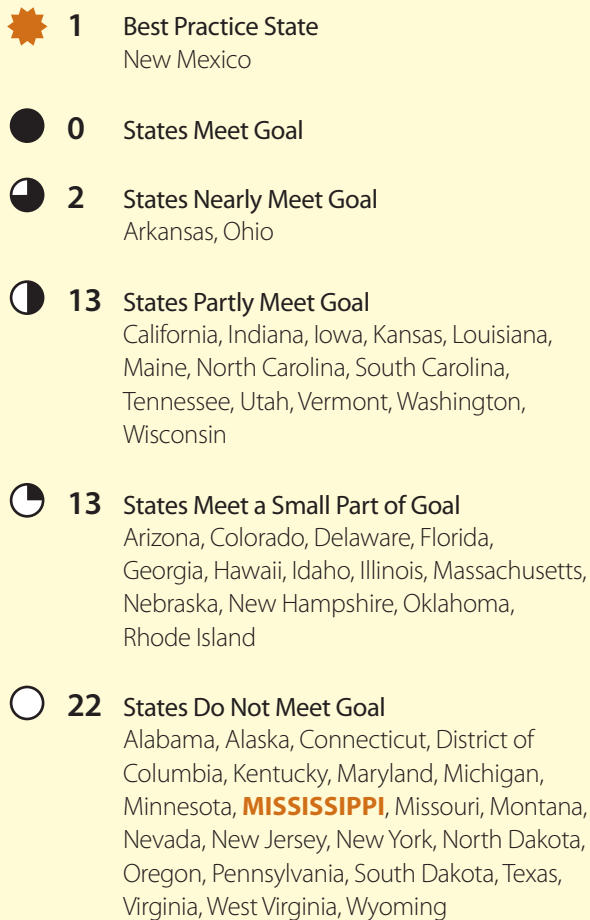 1 Best Practice State
New Mexico
0 States Meet Goal
2 States Nearly Meet Goal
Arkansas, Ohio
13 States Partly Meet Goal
California, Indiana, Iowa, Kansas, Louisiana,
Maine, North Carolina, South Carolina,
Tennessee, Utah, Vermont, Washington,
Wisconsin
13 States Meet a Small Part of Goal
Arizona, Colorado, Delaware, Florida,
Georgia, Hawaii, Idaho, Illinois, Massachusetts,
Nebraska, New Hampshire, Oklahoma,
Rhode Island
22 States Do Not Meet Goal
Alabama, Alaska, Connecticut, District of
Columbia, Kentucky, Maryland, Michigan,
Minnesota, MISSISSIPPI, Missouri, Montana,
Nevada, New Jersey, New York, North Dakota,
Oregon, Pennsylvania, South Dakota, Texas,
Virginia, West Virginia, Wyoming